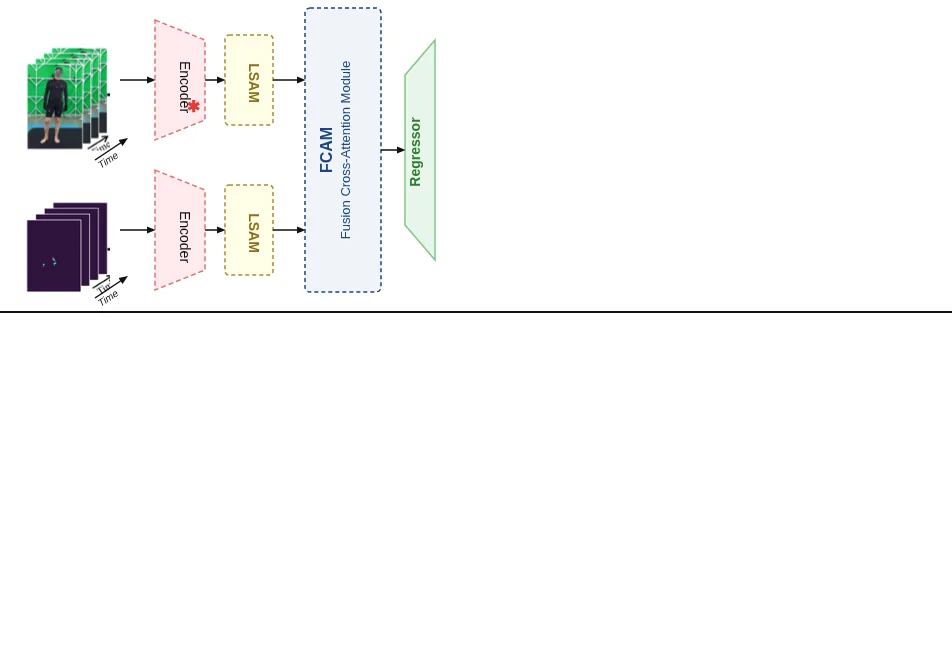 Encoder
*
LSAM
Time
Encoder
LSAM
Time
FCAM
Fusion Cross-Attention Module
Regressor